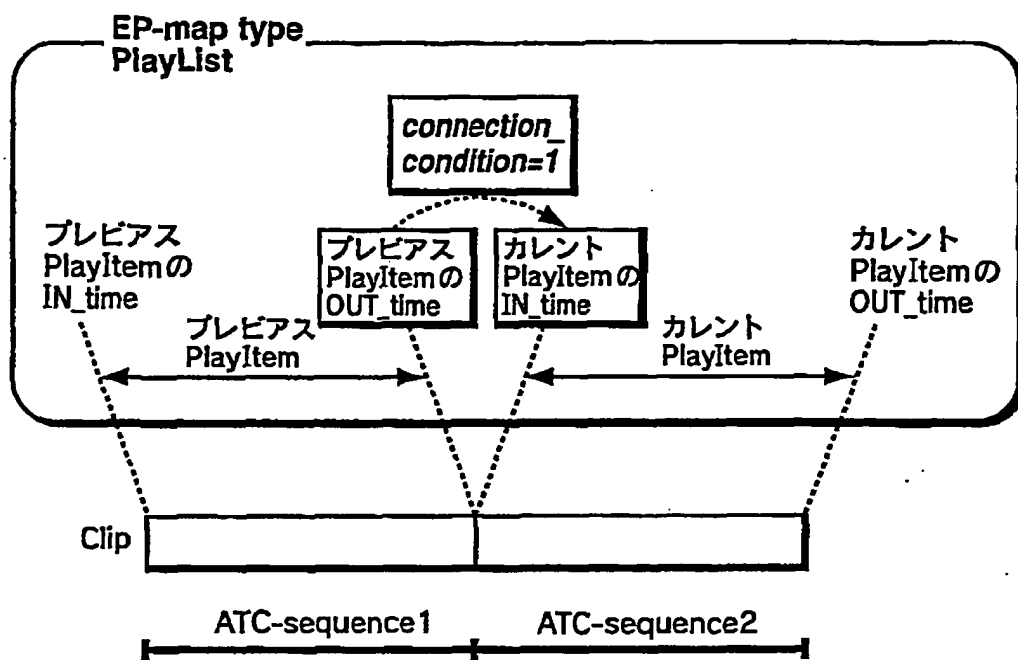 EP-map type
PlayList
connection_
condition=1
プレビアス
PlayItemの
IN_time
プレビアス
PlayItemの
OUT_time
カレント
PlayItemの
IN_time
カレント
PlayItemの
OUT_time
プレビアス
PlayItem
カレント
PlayItem
Clip
ATC-sequence1
ATC-sequence2